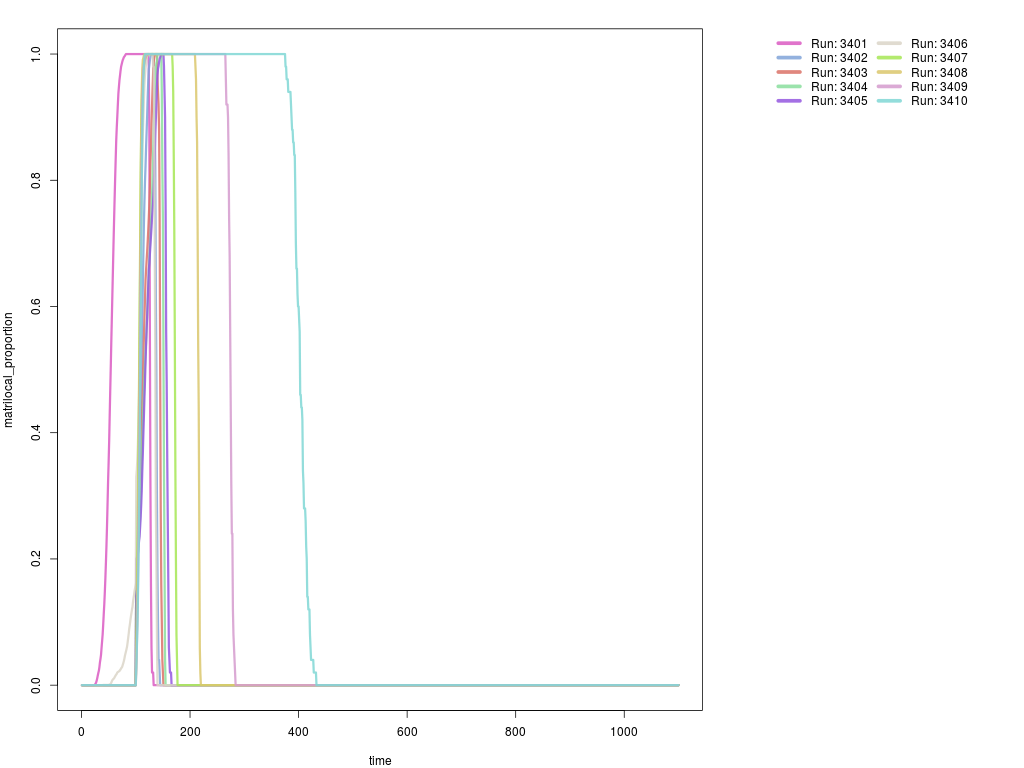 Run: 3401
Run: 3402
Run: 3403
Run: 3404
Run: 3405
Run: 3406
Run: 3407
Run: 3408
Run: 3409
Run: 3410
matrilocal_proportion
1.0
0.8
0.6
0.4
0.2
0.0
0 200 400 600 800 1000
time